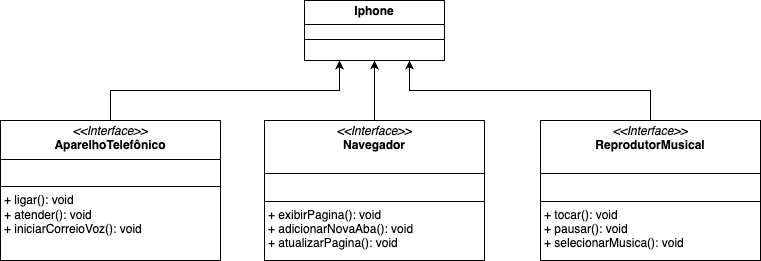 Iphone
<<Interface>>
AparelhoTelefônico
+ ligar(): void
+ atender(): void
+ iniciarCorreioVoz(): void
<<Interface>>
Navegador
+ exibirPagina(): void
+ adicionarNovaAba(): void
+ atualizarPagina(): void
<<Interface>>
ReprodutorMusical
+ tocar(): void
+ pausar(): void
+ selecionarMusica(): void